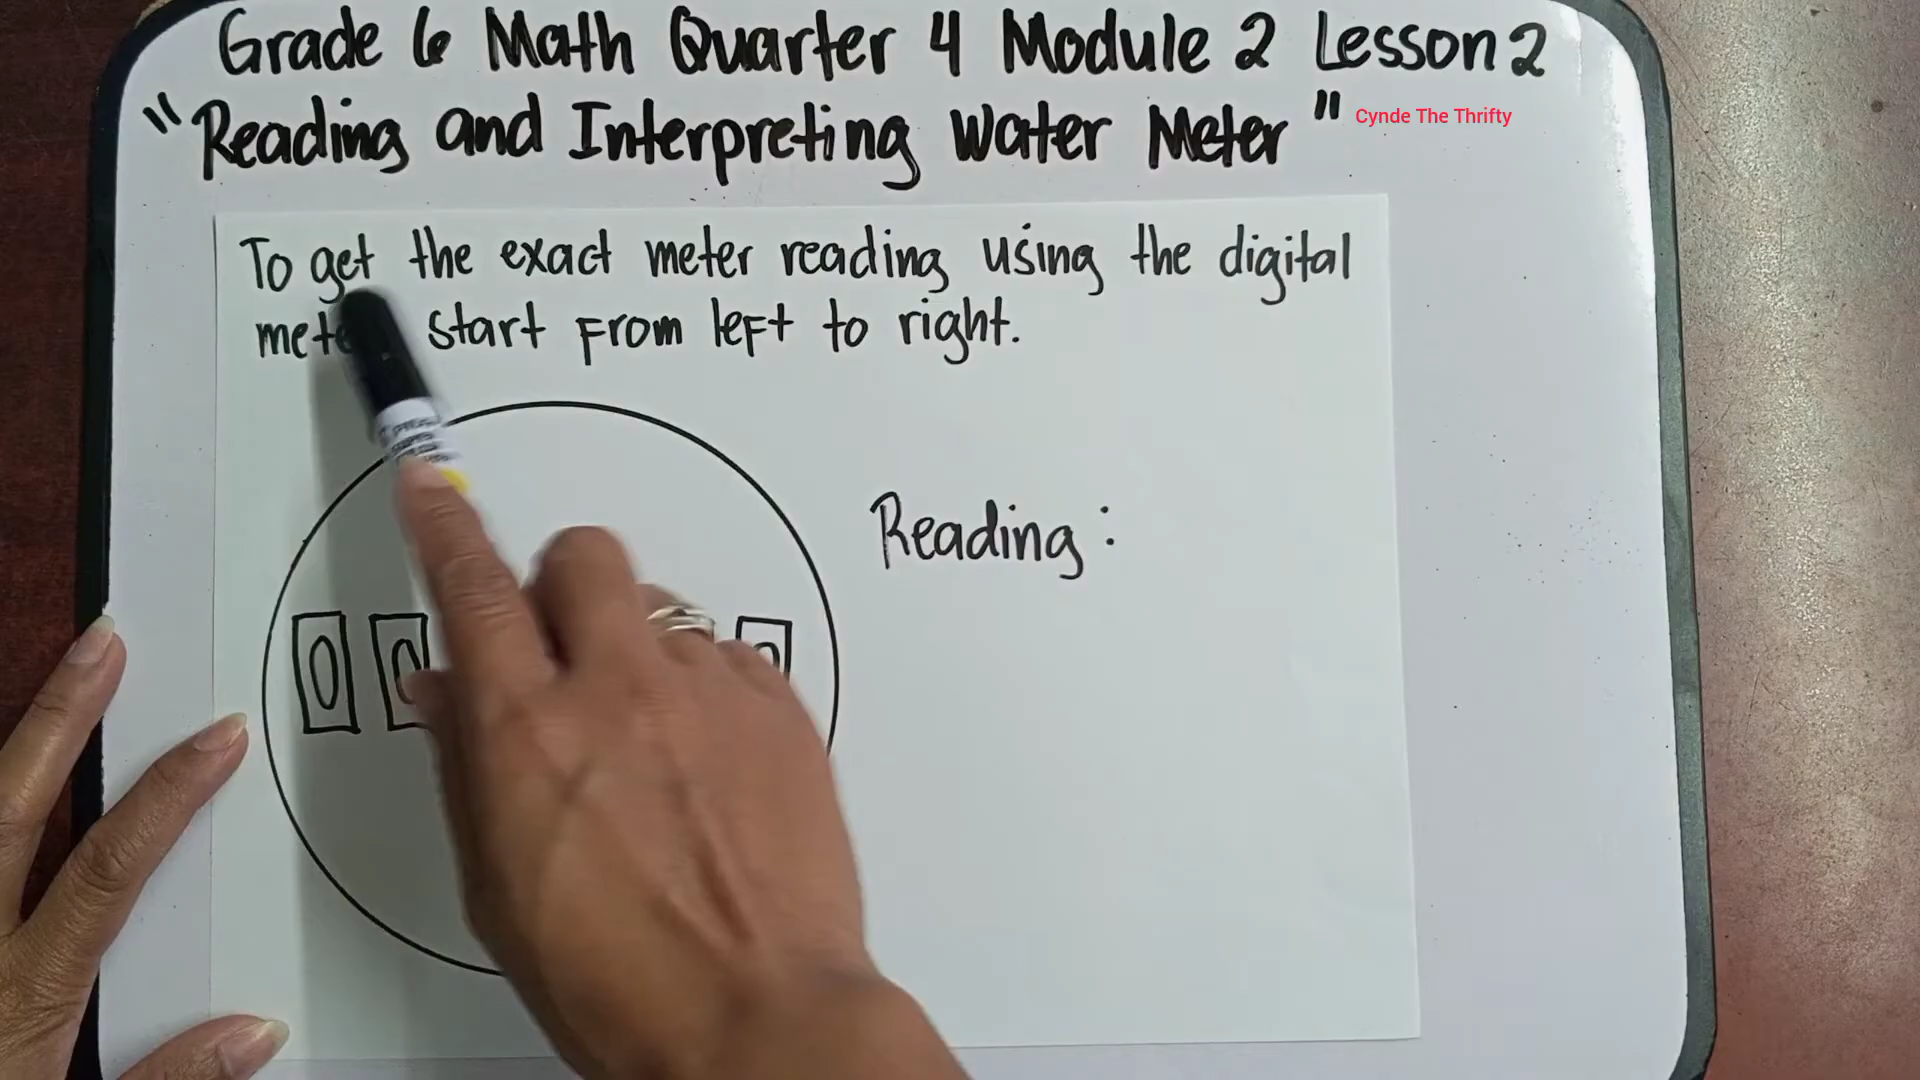 Grade 6 Math Quarter 4 Module 2 Lesson 2
"Reading and Interpreting Water Meter"
Cynde The Thrifty
To get the exact meter reading using the digital
start from left to right.
Reading:
0 0